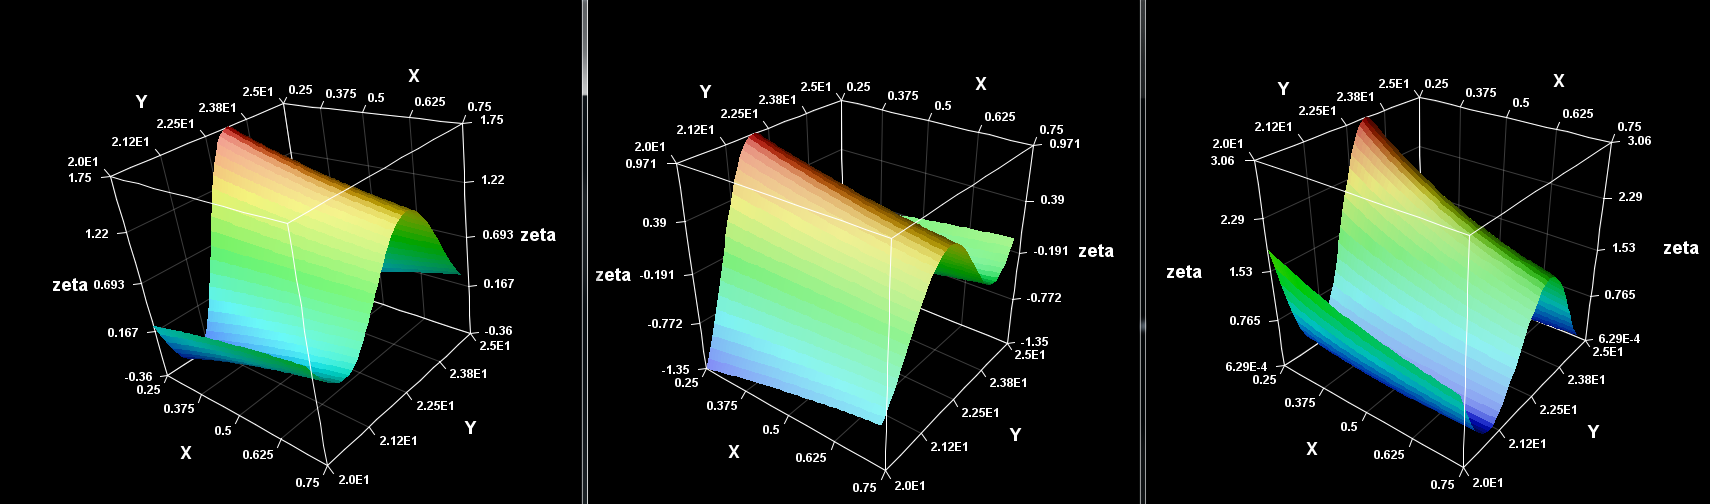 X
Y
2.5E1
0.25
0.375
0.5
0.625
0.75
2.38E1
2.25E1
2.12E1
2.0E1
1.75
1.75
1.22
1.22
0.693
zeta
zeta
0.693
0.167
0.167
-0.36
-0.36
2.5E1
0.25
0.375
2.38E1
0.5
2.25E1
X
0.625
2.12E1
Y
0.75
2.0E1
X
Y
2.5E1
0.25
0.375
0.5
0.625
0.75
2.38E1
2.25E1
2.12E1
2.0E1
0.971
0.971
0.39
0.39
zeta
-0.191
-0.191
zeta
-0.772
-0.772
-1.35
-1.35
2.5E1
0.25
0.375
2.38E1
0.5
2.25E1
X
0.625
2.12E1
Y
0.75
2.0E1
X
Y
2.5E1
0.25
0.375
0.5
0.625
0.75
2.38E1
2.25E1
2.12E1
2.0E1
3.06
3.06
2.29
2.29
zeta
1.53
1.53
zeta
0.765
0.765
6.29E-4
6.29E-4
2.5E1
0.25
0.375
2.38E1
0.5
2.25E1
X
0.625
2.12E1
Y
0.75
2.0E1